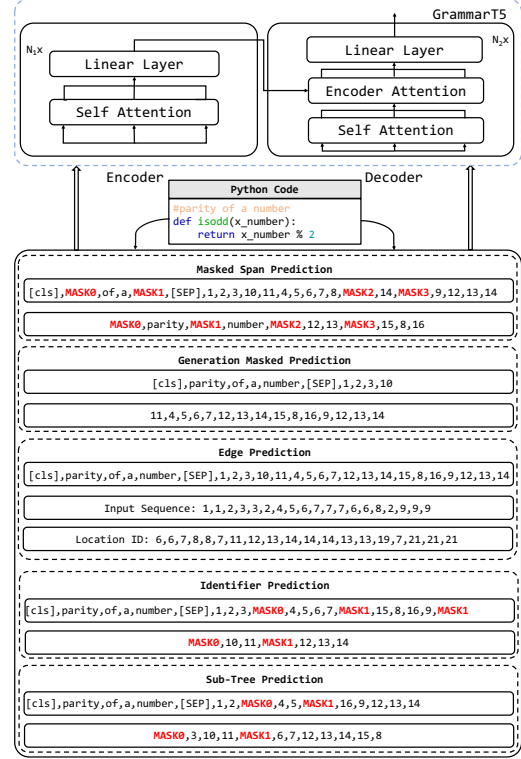 GrammarT5
N₁x
N₂x
Linear Layer
Linear Layer
Encoder Attention
Self Attention
Self Attention
Encoder
Decoder
Python Code
#parity of a number
def isodd(x_number):
return x_number % 2
Masked Span Prediction
[cls],MASK0,of,a,MASK1,[SEP],1,2,3,10,11,4,5,6,7,8,MASK2,14,MASK3,9,12,13,14
MASK0,parity,MASK1,number,MASK2,12,13,MASK3,15,8,16
Generation Masked Prediction
[cls],parity,of,a,number,[SEP],1,2,3,10
11,4,5,6,7,12,13,14,15,8,16,9,12,13,14
Edge Prediction
[cls],parity,of,a,number,[SEP],1,2,3,10,11,4,5,6,7,12,13,14,15,8,16,9,12,13,14
Input Sequence: 1,1,2,3,3,2,4,5,6,7,7,7,6,6,8,2,9,9,9
Location ID: 6,6,7,8,8,7,11,12,13,14,14,14,13,13,19,7,21,21,21
Identifier Prediction
[cls],parity,of,a,number,[SEP],1,2,3,MASK0,4,5,6,7,MASK1,15,8,16,9,MASK1
MASK0,10,11,MASK1,12,13,14
Sub-Tree Prediction
[cls],parity,of,a,number,[SEP],1,2,MASK0,4,5,MASK1,16,9,12,13,14
MASK0,3,10,11,MASK1,6,7,12,13,14,15,8